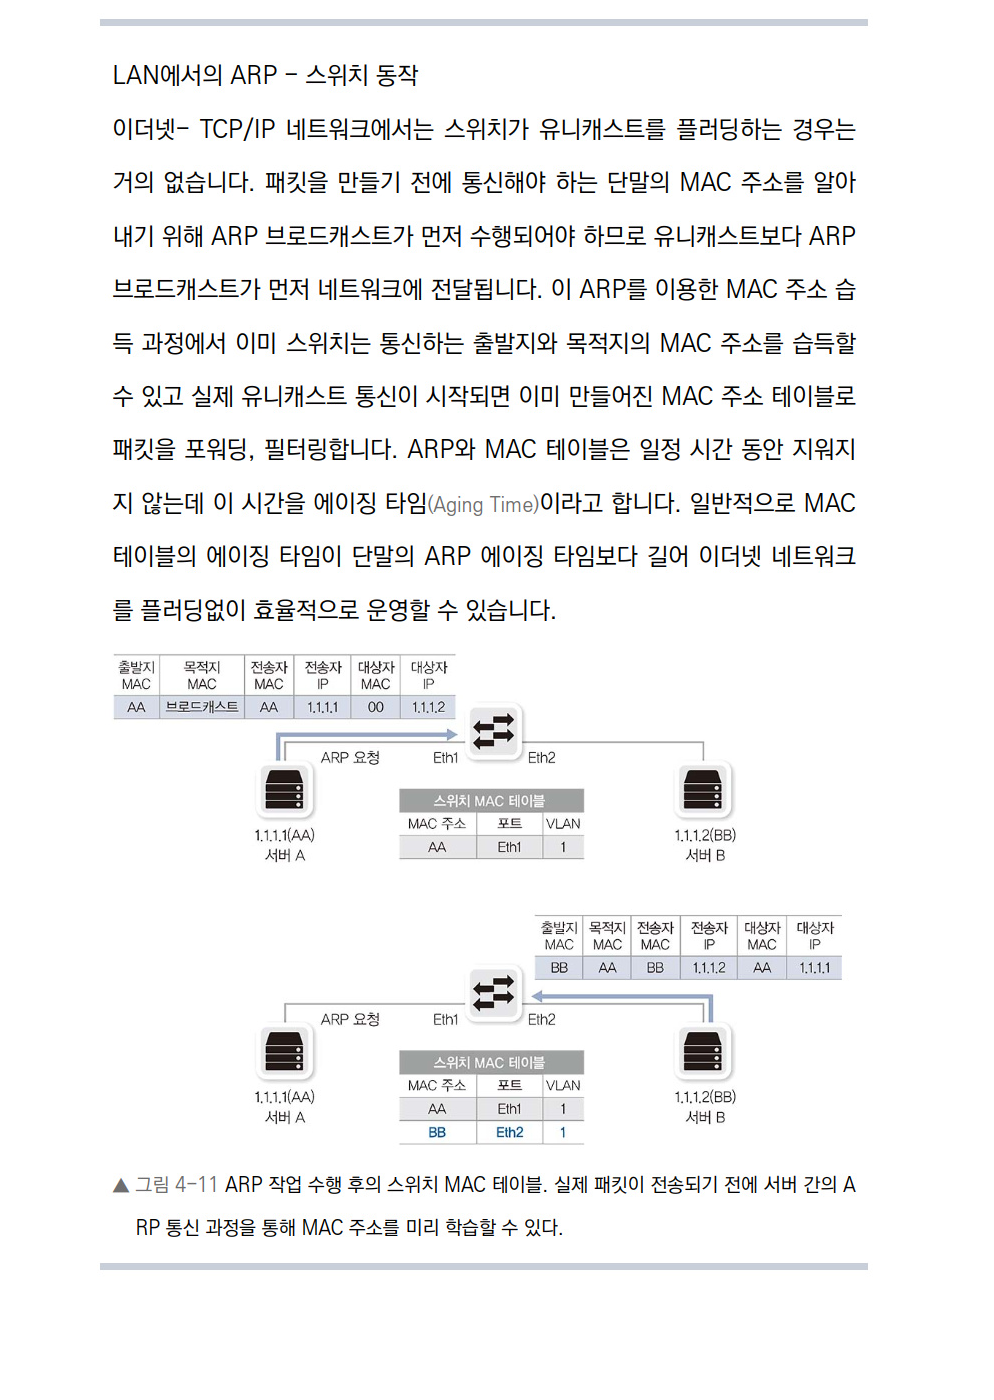 LAN에서의 ARP – 스위치 동작
이더넷– TCP/IP 네트워크에서는 스위치가 유니캐스트를 플러딩하는 경우는
거의 없습니다. 패킷을 만들기 전에 통신해야 하는 단말의 MAC 주소를 알아
내기 위해 ARP 브로드캐스트가 먼저 수행되어야 하므로 유니캐스트보다 ARP
브로드캐스트가 먼저 네트워크에 전달됩니다. 이 ARP를 이용한 MAC 주소 습
득 과정에서 이미 스위치는 통신하는 출발지와 목적지의 MAC 주소를 습득할
수 있고 실제 유니캐스트 통신이 시작되면 이미 만들어진 MAC 주소 테이블로
패킷을 포워딩, 필터링합니다. ARP와 MAC 테이블은 일정 시간 동안 지워지
지 않는데 이 시간을 에이징 타임(Aging Time)이라고 합니다. 일반적으로 MAC
테이블의 에이징 타임이 단말의 ARP 에이징 타임보다 길어 이더넷 네트워크
를 플러딩없이 효율적으로 운영할 수 있습니다.
출발지 목적지 전송자 전송자 대상자 대상자
MAC MAC MAC IP MAC IP
AA 브로드캐스트 AA 1.1.1.1 00 1.1.1.2
ARP 요청 Eth1 Eth2
스위치 MAC 테이블
MAC 주소 포트 VLAN
AA Eth1 1
1.1.1.1(AA) 1.1.1.2(BB)
서버 A 서버 B
출발지 목적지 전송자 전송자 대상자 대상자
MAC MAC MAC IP MAC IP
BB AA BB 1.1.1.2 AA 1.1.1.1
ARP 요청 Eth1 Eth2
스위치 MAC 테이블
MAC 주소 포트 VLAN
AA Eth1 1
BB Eth2 1
1.1.1.1(AA) 1.1.1.2(BB)
서버 A 서버 B
▲ 그림 4-11 ARP 작업 수행 후의 스위치 MAC 테이블. 실제 패킷이 전송되기 전에 서버 간의 A
RP 통신 과정을 통해 MAC 주소를 미리 학습할 수 있다.